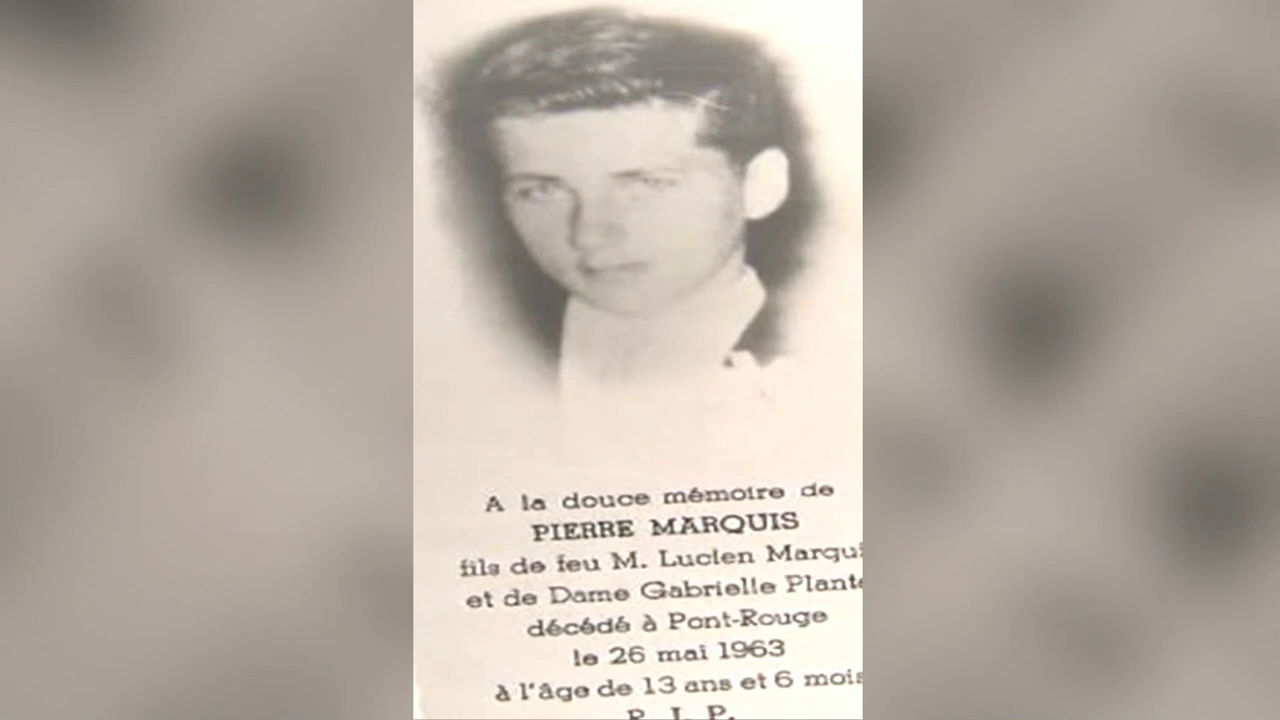 A la douce mémoire de
PIERRE MARQUIS
fils de feu M. Lucien Marqui
et de Dame Gabrielle Plante
décédé à Pont-Rouge
le 26 mai 1963
à l'âge de 13 ans et 6 mois
R. I. P.